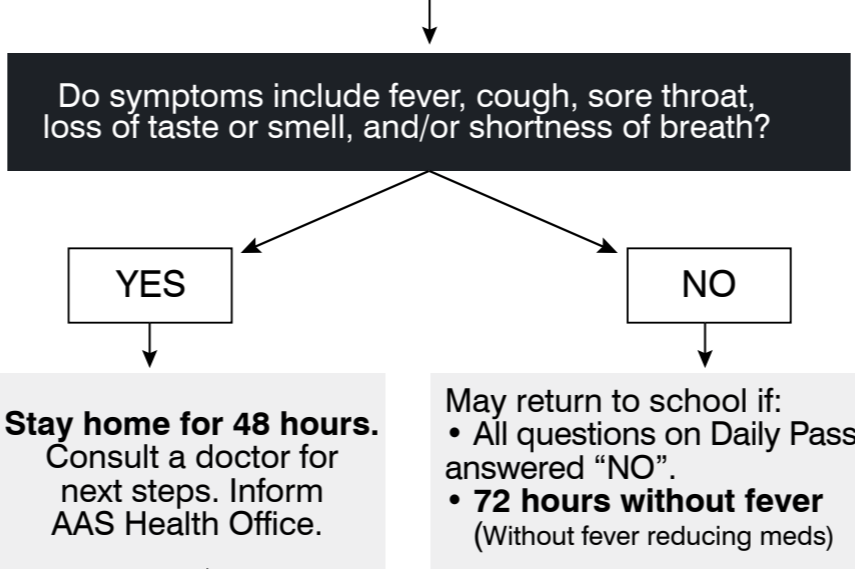 Do symptoms include fever, cough, sore throat,
loss of taste or smell, and/or shortness of breath?
YES
NO
Stay home for 48 hours.
Consult a doctor for
next steps. Inform
AAS Health Office.
May return to school if:
• All questions on Daily Pass
answered “NO”.
• 72 hours without fever
(Without fever reducing meds)